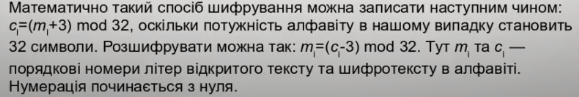 Математично такий спосіб шифрування можна записати наступним чином:
cᵢ=(mᵢ+3) mod 32, оскільки потужність алфавіту в нашому випадку становить
32 символи. Розшифрувати можна так: mᵢ=(cᵢ-3) mod 32. Тут mᵢ та cᵢ —
порядкові номери літер відкритого тексту та шифротексту в алфавіті.
Нумерація починається з нуля.